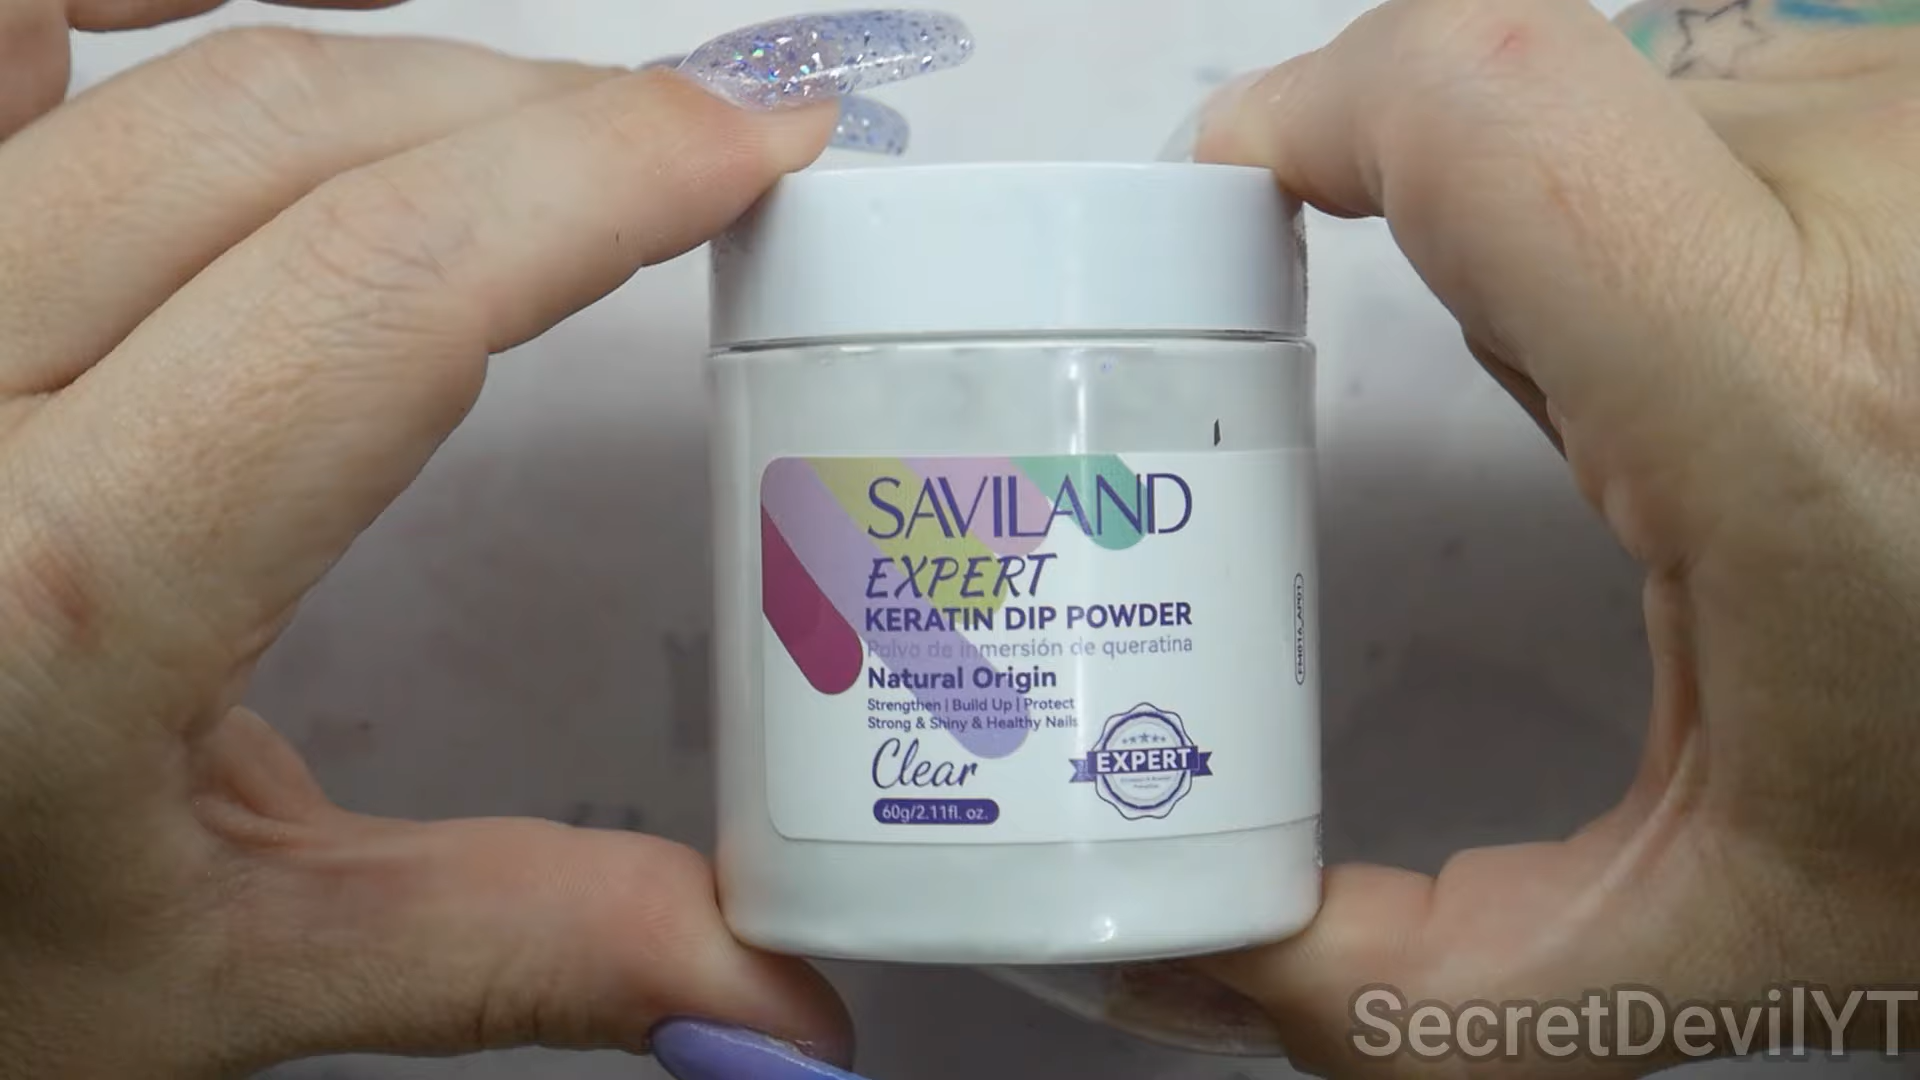 SAVILAND
EXPERT
KERATIN DIP POWDER
Polvo de inmersión de queratina
Natural Origin
Strengthen | Build Up | Protect
Strong & Shiny & Healthy Nails
Clear
60g/2.11fl. oz.
EXPERT
SecretDevilYT